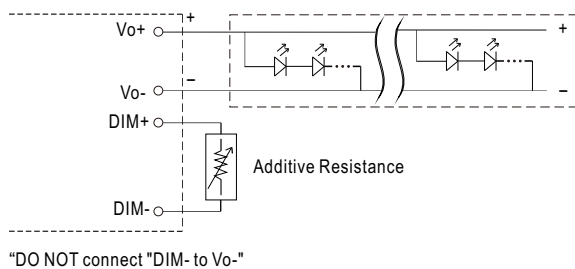 Vo+ + +
Vo- − −
DIM+
Additive Resistance
DIM-
“DO NOT connect "DIM- to Vo-"